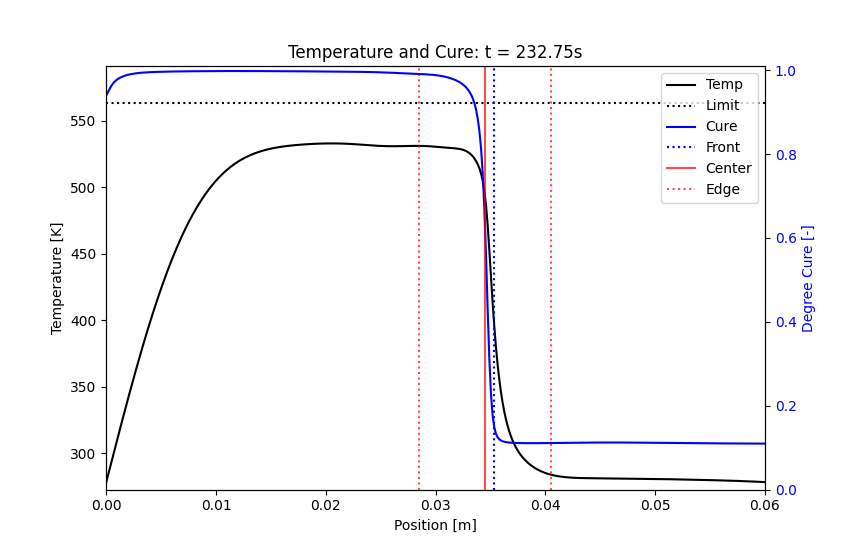 Temperature and Cure: t = 232.75s
Temp
Limit
Cure
Front
Center
Edge
Temperature [K]
550
500
450
400
350
300
Degree Cure [-]
1.0
0.8
0.6
0.4
0.2
0.0
0.00 0.01 0.02 0.03 0.04 0.05 0.06
Position [m]